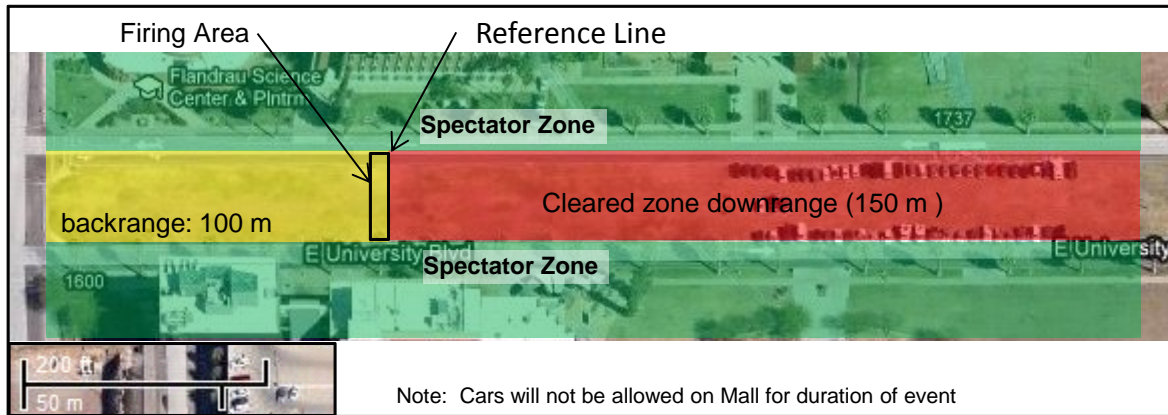 Firing Area
Reference Line
Flandrau Science
Center & Plntrm
Spectator Zone
1737
Cleared zone downrange (150 m )
backrange: 100 m
E University Blvd
Spectator Zone
E University
1600
200 ft
50 m
Note: Cars will not be allowed on Mall for duration of event